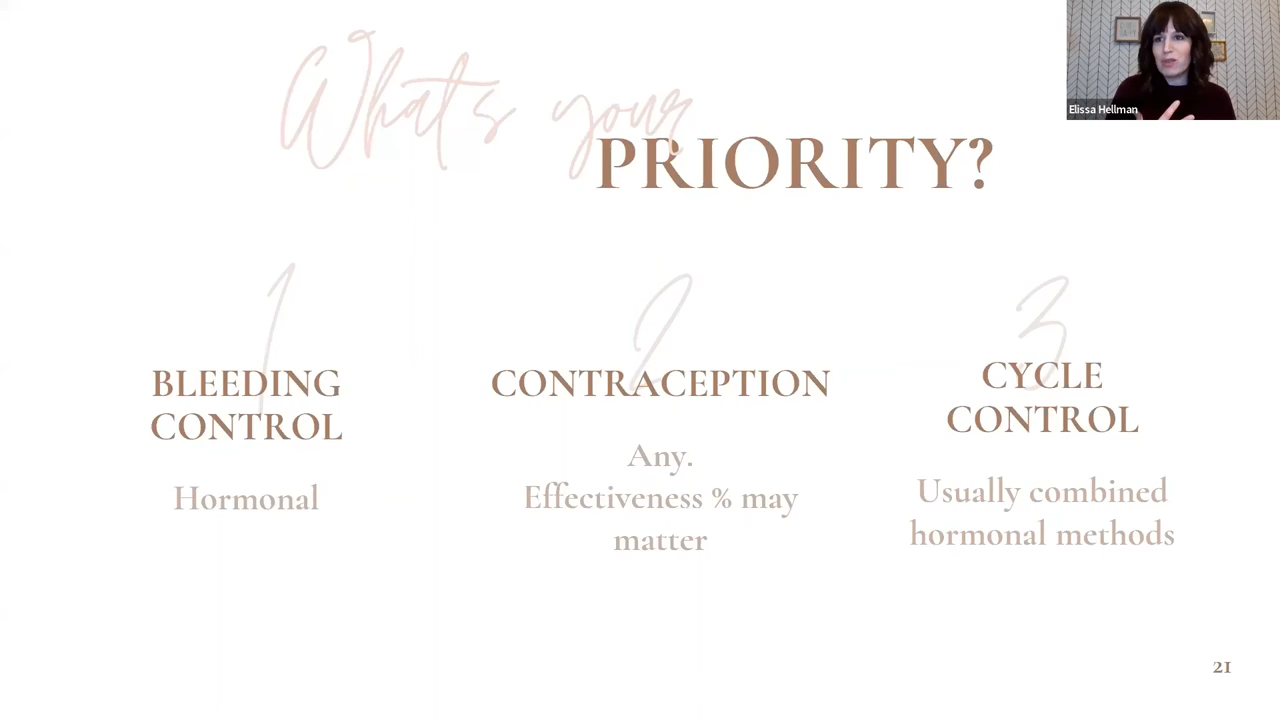 What's your
PRIORITY?
Elissa Hellman
1
BLEEDING
CONTROL
Hormonal
2
CONTRACEPTION
Any.
Effectiveness % may
matter
3
CYCLE
CONTROL
Usually combined
hormonal methods
21